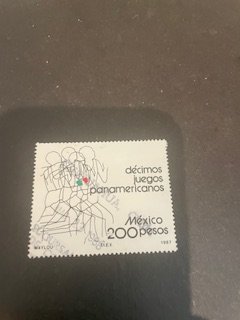 décimos
juegos
panamericanos
México
200 pesos
1987